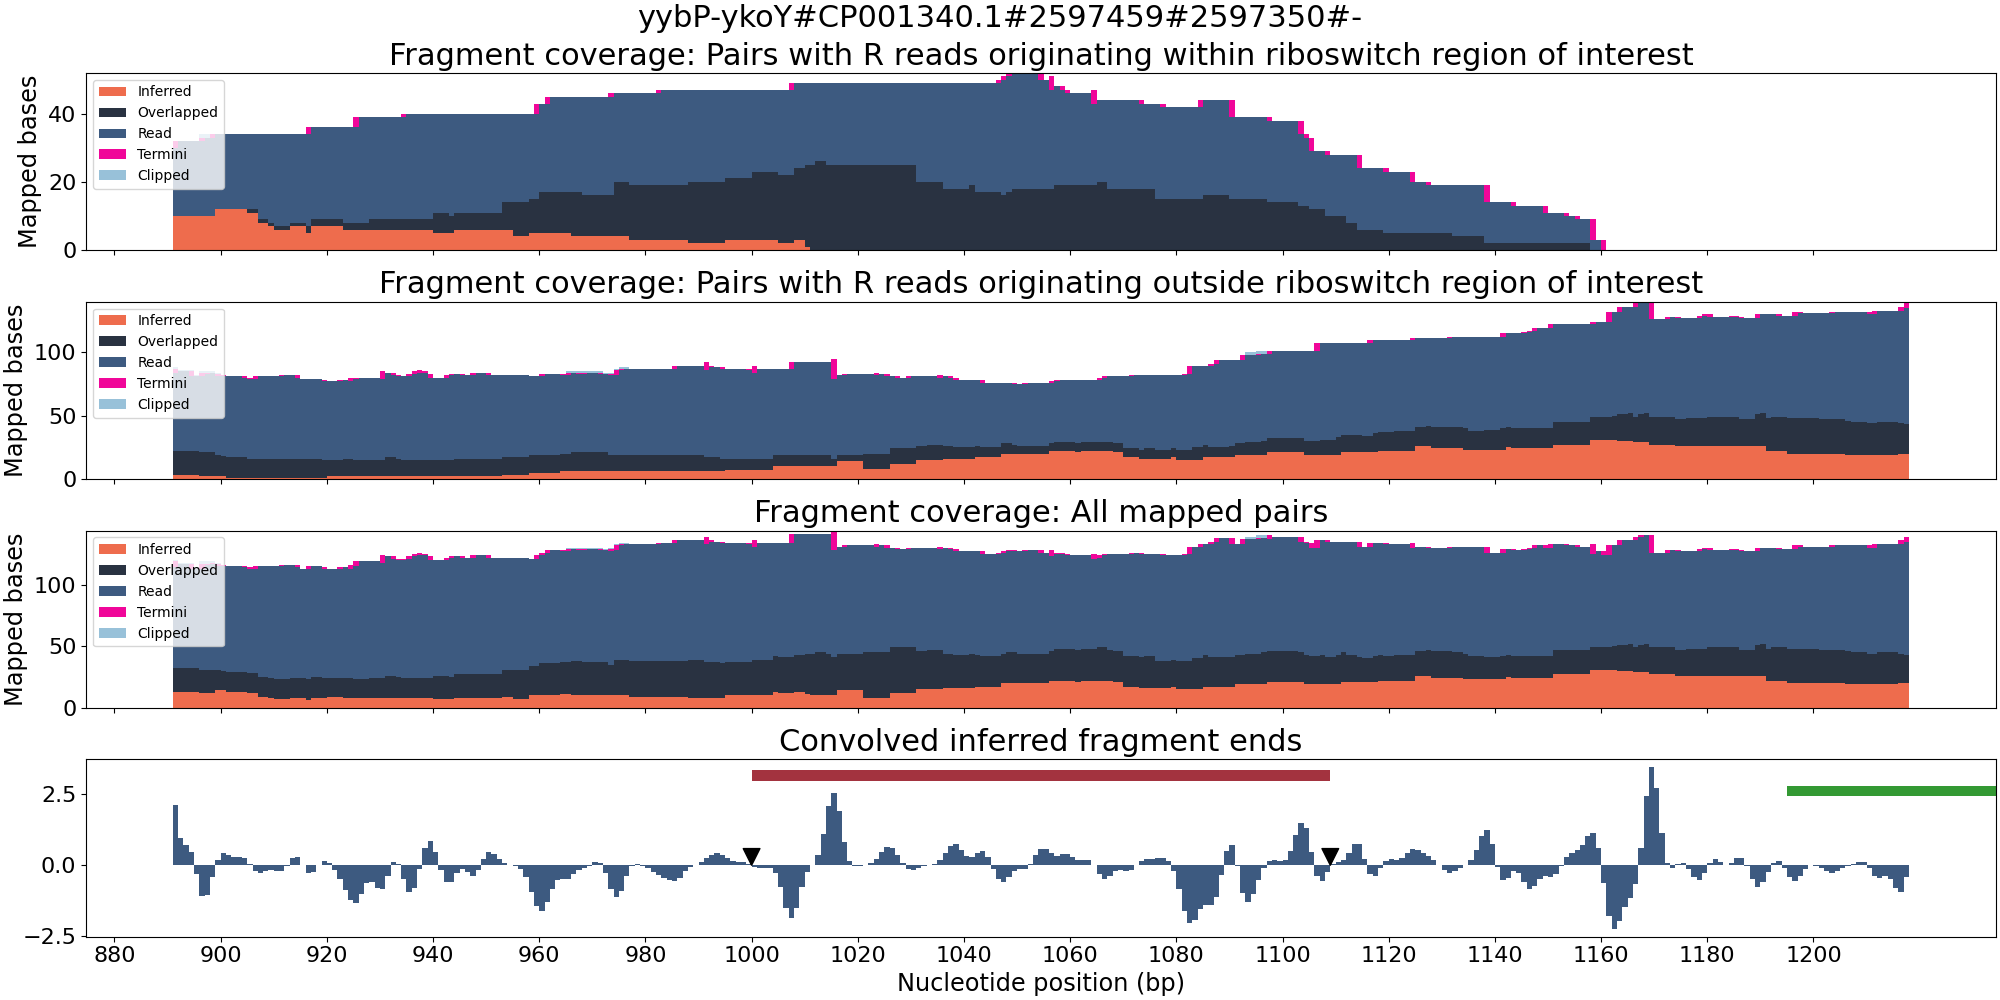 yybP-ykoY#CP001340.1#2597459#2597350#-
Fragment coverage: Pairs with R reads originating within riboswitch region of interest
Mapped bases
40
20
0
Inferred
Overlapped
Read
Termini
Clipped
Fragment coverage: Pairs with R reads originating outside riboswitch region of interest
Mapped bases
100
50
0
Inferred
Overlapped
Read
Termini
Clipped
Fragment coverage: All mapped pairs
Mapped bases
100
50
0
Inferred
Overlapped
Read
Termini
Clipped
Convolved inferred fragment ends
2.5
0.0
−2.5
880 900 920 940 960 980 1000 1020 1040 1060 1080 1100 1120 1140 1160 1180 1200
Nucleotide position (bp)